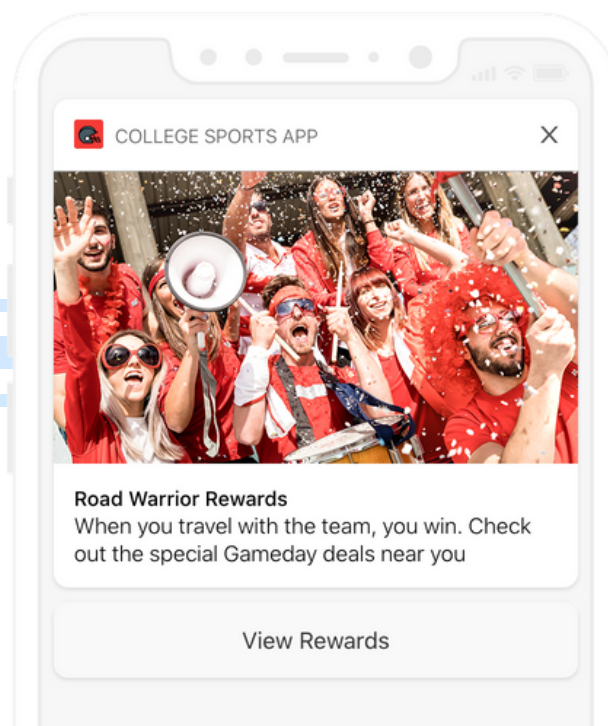 COLLEGE SPORTS APP
Road Warrior Rewards
When you travel with the team, you win. Check
out the special Gameday deals near you
View Rewards